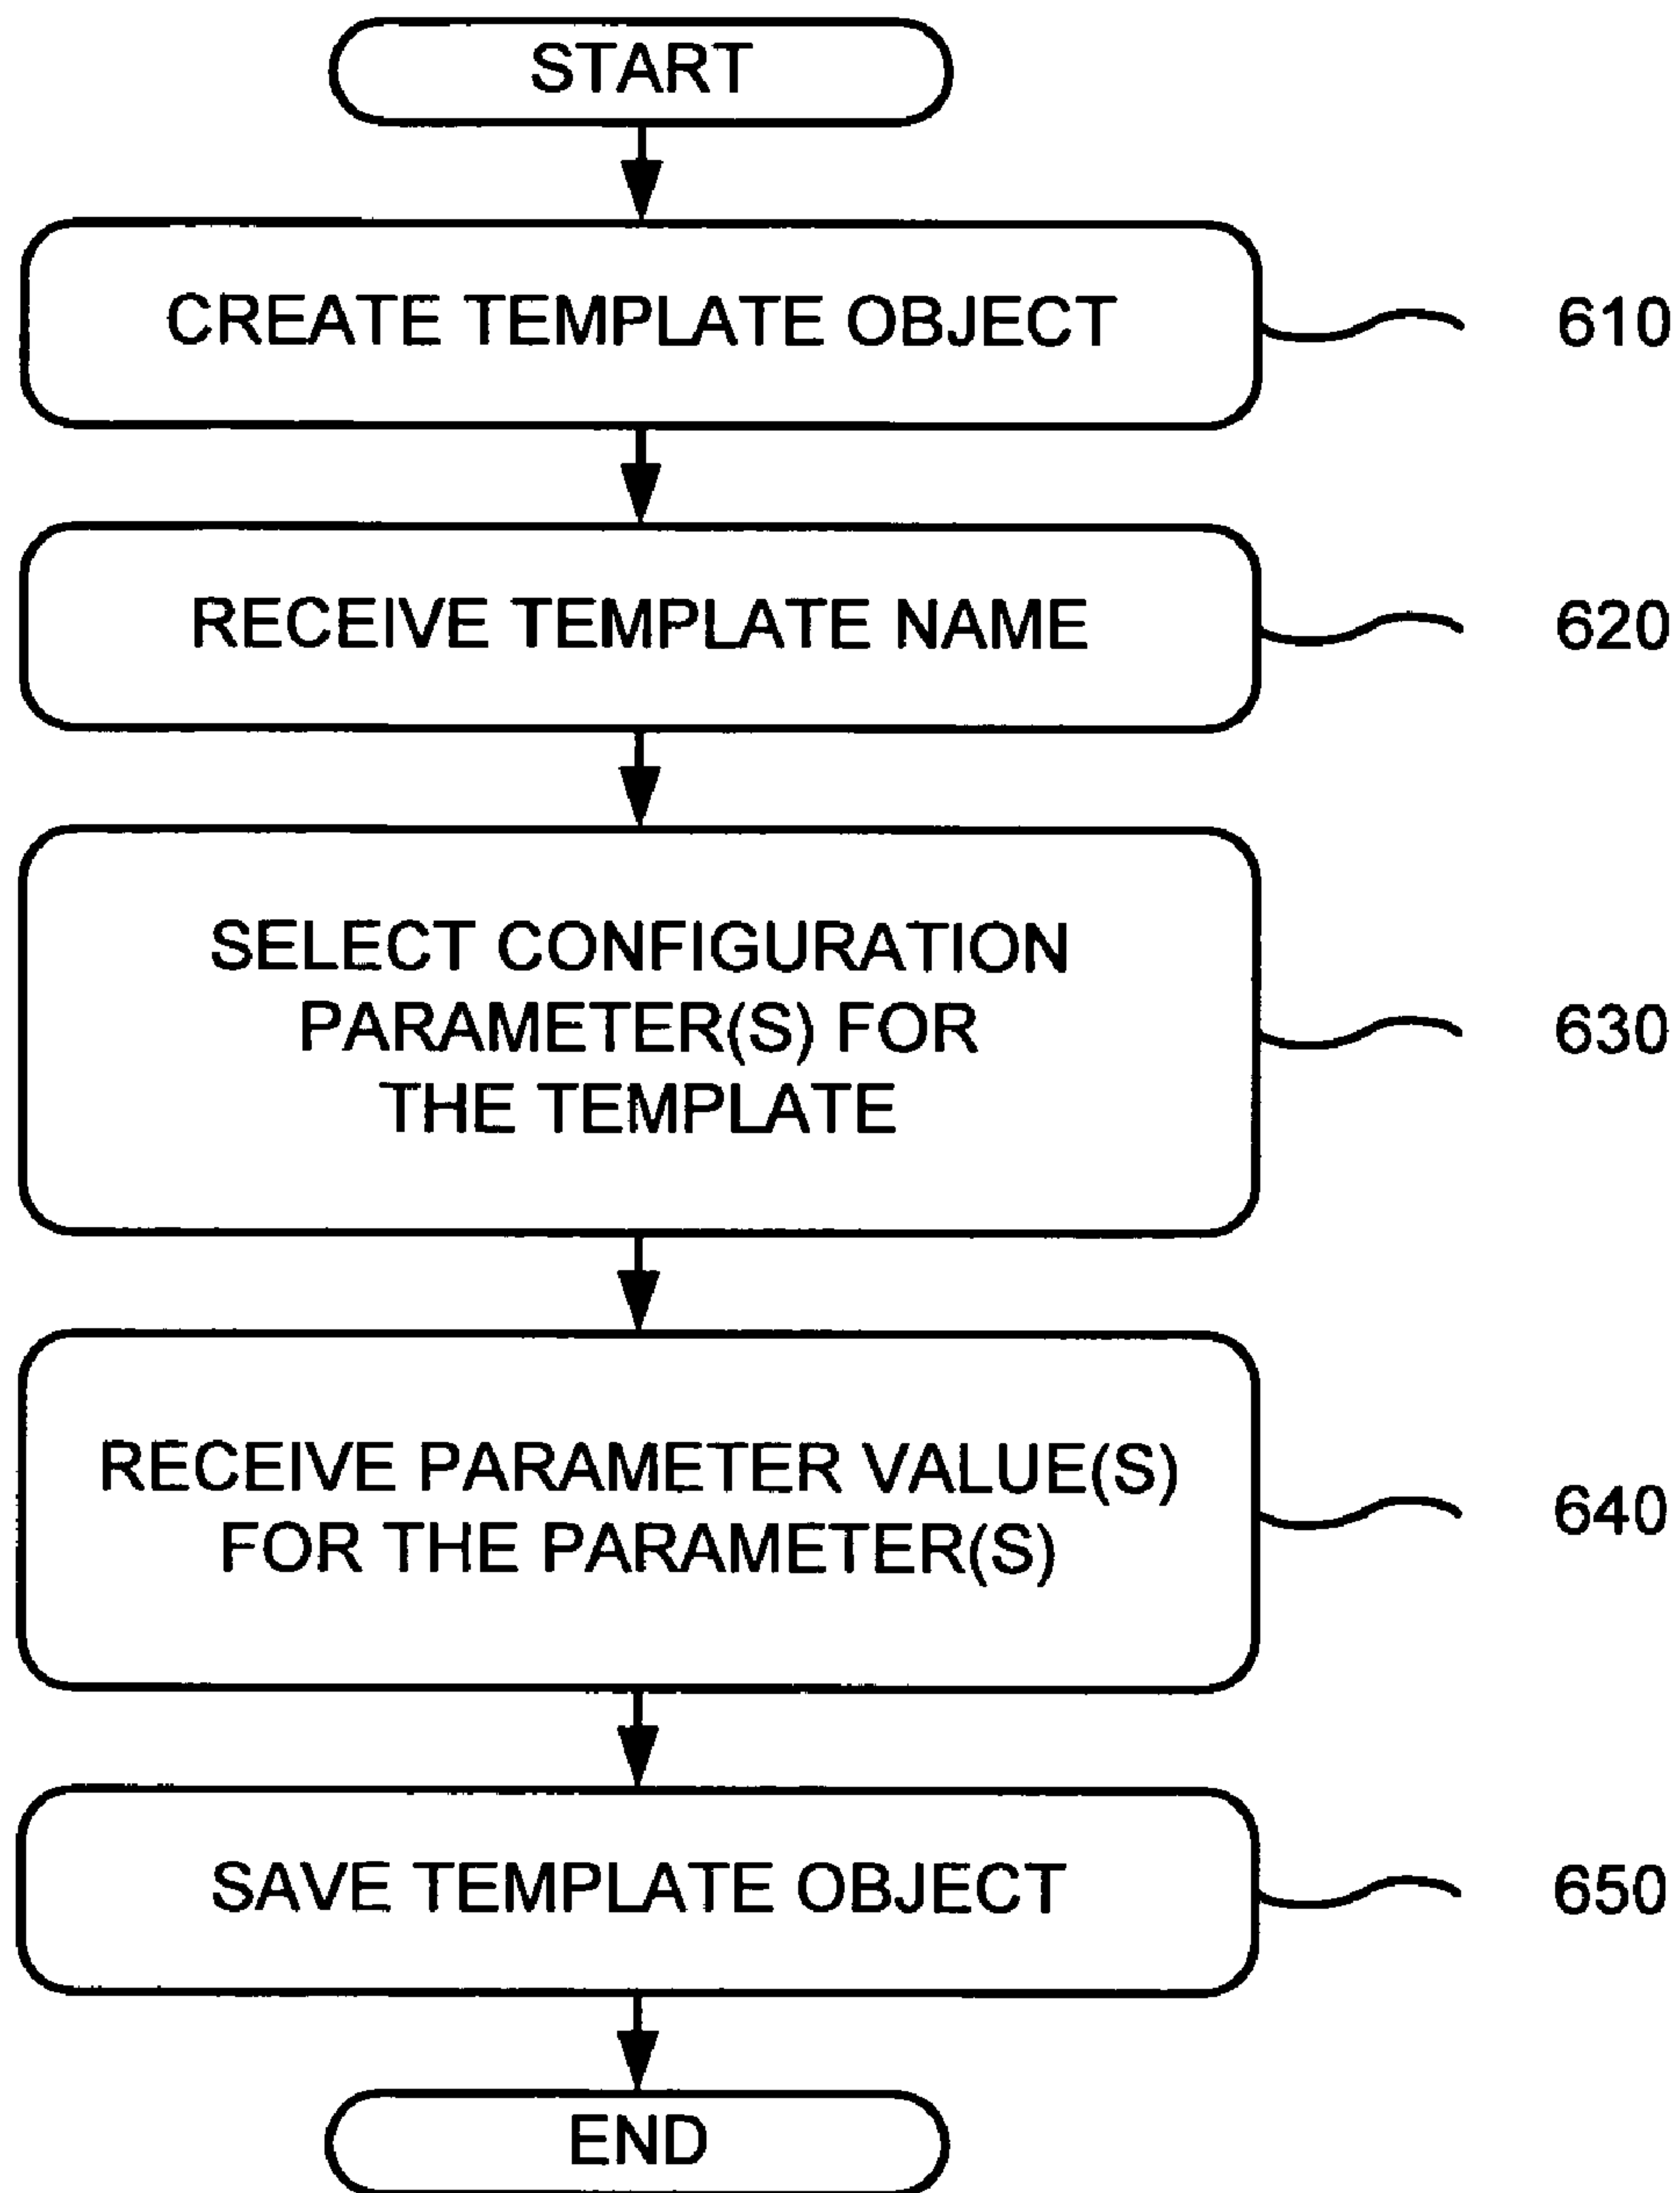 START
CREATE TEMPLATE OBJECT
610
RECEIVE TEMPLATE NAME
620
SELECT CONFIGURATION
PARAMETER(S) FOR
THE TEMPLATE
630
RECEIVE PARAMETER VALUE(S)
FOR THE PARAMETER(S)
640
SAVE TEMPLATE OBJECT
650
END